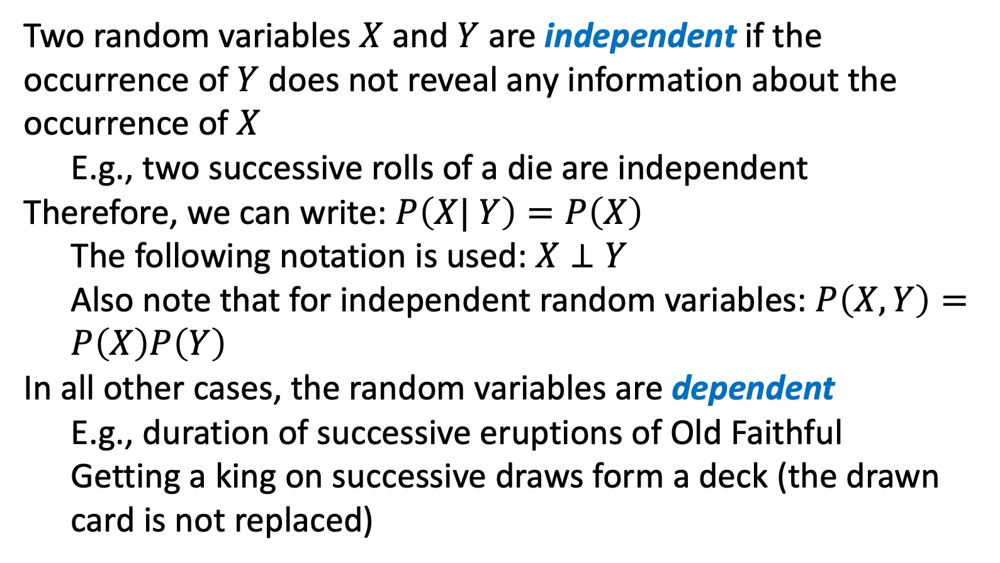 Two random variables 𝑋 and 𝑌 are independent if the
occurrence of 𝑌 does not reveal any information about the
occurrence of 𝑋
E.g., two successive rolls of a die are independent
Therefore, we can write: 𝑃(𝑋| 𝑌) = 𝑃(𝑋)
The following notation is used: 𝑋 ⊥ 𝑌
Also note that for independent random variables: 𝑃(𝑋, 𝑌) =
𝑃(𝑋)𝑃(𝑌)
In all other cases, the random variables are dependent
E.g., duration of successive eruptions of Old Faithful
Getting a king on successive draws form a deck (the drawn
card is not replaced)